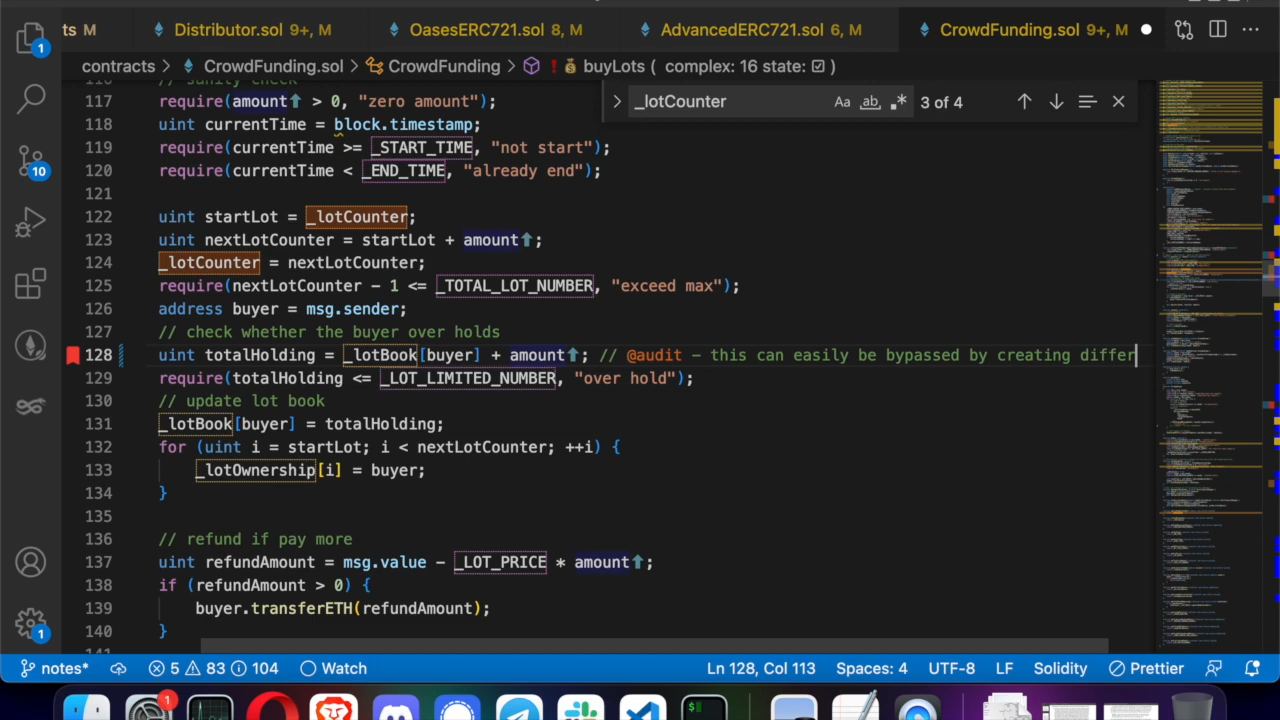 ts M Distributor.sol 9+, M OasesERC721.sol 8, M AdvancedERC721.sol 6, M CrowdFunding.sol 9+, M
contracts > CrowdFunding.sol > CrowdFunding > ! buyLots ( complex: 16 state: ☑ )
_lotCounter Aa ab 3 of 4
116 // sanity check
117 require(amount⬆ > 0, "zero amount");
118 uint currentTime = block.timestamp;
119 require(currentTime >= _START_TIME, "not start");
120 require(currentTime < _END_TIME, "already end");
121
122 uint startLot = _lotCounter;
123 uint nextLotCounter = startLot + amount⬆;
124 _lotCounter = nextLotCounter;
125 require(nextLotCounter - 1 <= _TOTAL_LOT_NUMBER, "exceed max");
126 address buyer = msg.sender;
127 // check whether the buyer over holds
128 uint totalHolding = _lotBook[buyer] + amount⬆; // @audit - this can easily be bypassed by creating differ
129 require(totalHolding <= _LOT_LIMITED_NUMBER, "over hold");
130 // update lot book
131 _lotBook[buyer] = totalHolding;
132 for (uint i = startLot; i < nextLotCounter; ++i) {
133 _lotOwnership[i] = buyer;
134 }
135
136 // refund if pay more
137 uint refundAmount = msg.value - _LOT_PRICE * amount⬆;
138 if (refundAmount > 0) {
139 buyer.transferETH(refundAmount);
140 }
141
1
10
1
notes* 5 83 104 Watch Ln 128, Col 113 Spaces: 4 UTF-8 LF Solidity Prettier
1
$